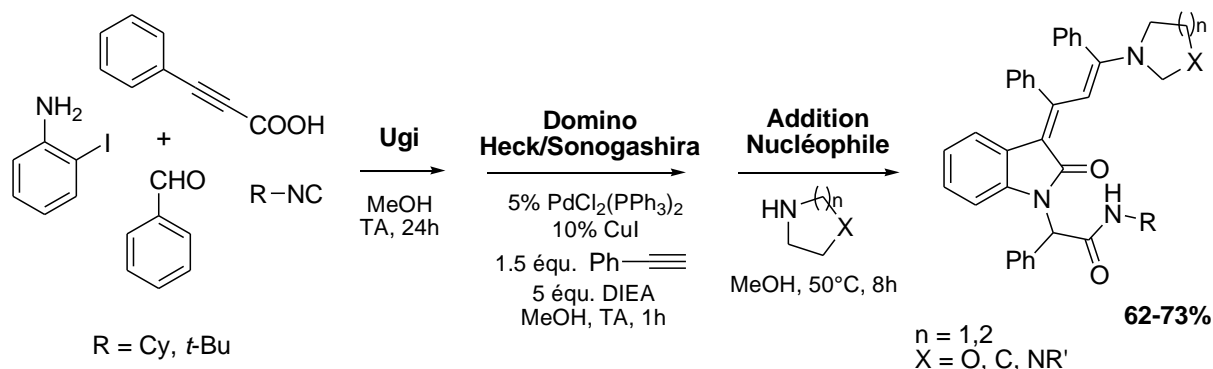 NH2
I
+
COOH
CHO
R–NC
R = Cy, t-Bu
Ugi
MeOH
TA, 24h
Domino
Heck/Sonogashira
5% PdCl2(PPh3)2
10% CuI
1.5 équ. Ph
5 équ. DIEA
MeOH, TA, 1h
Addition
Nucléophile
HN
( )n
X
MeOH, 50°C, 8h
Ph
Ph
N
( )n
X
O
N
H
N
R
Ph
O
62-73%
n = 1,2
X = O, C, NR'